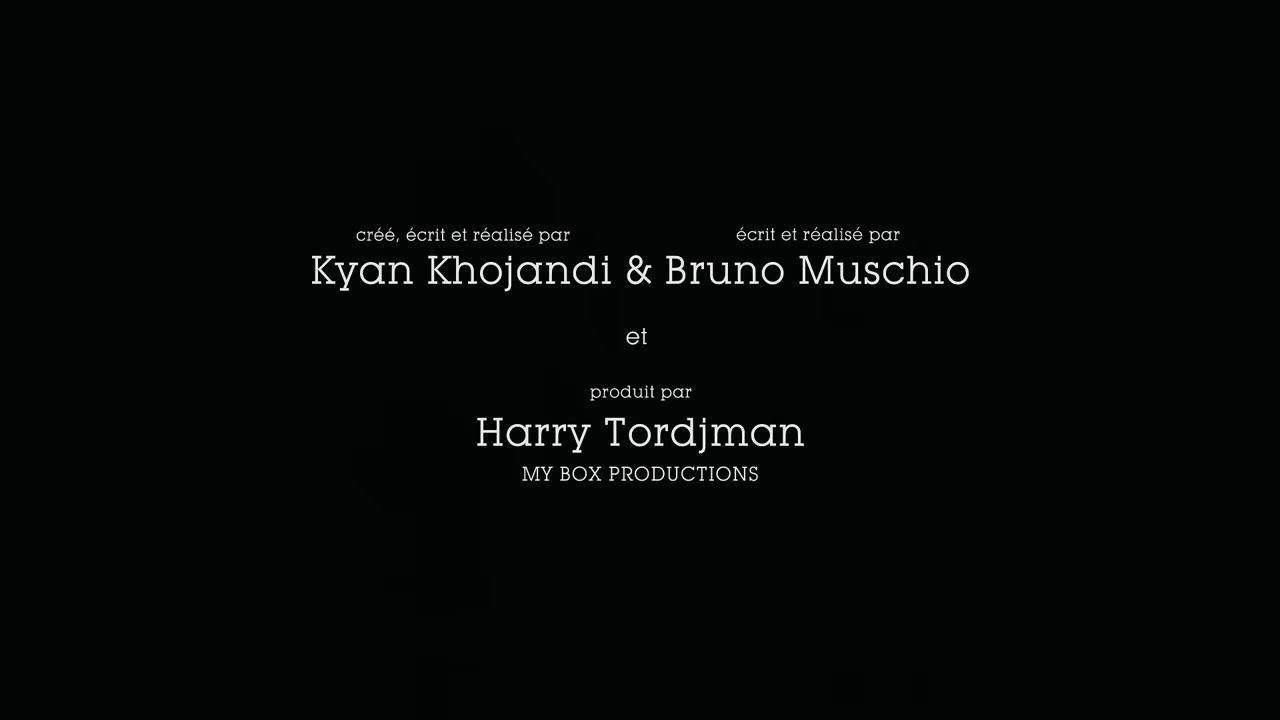 créé, écrit et réalisé par écrit et réalisé par
Kyan Khojandi & Bruno Muschio
et
produit par
Harry Tordjman
MY BOX PRODUCTIONS